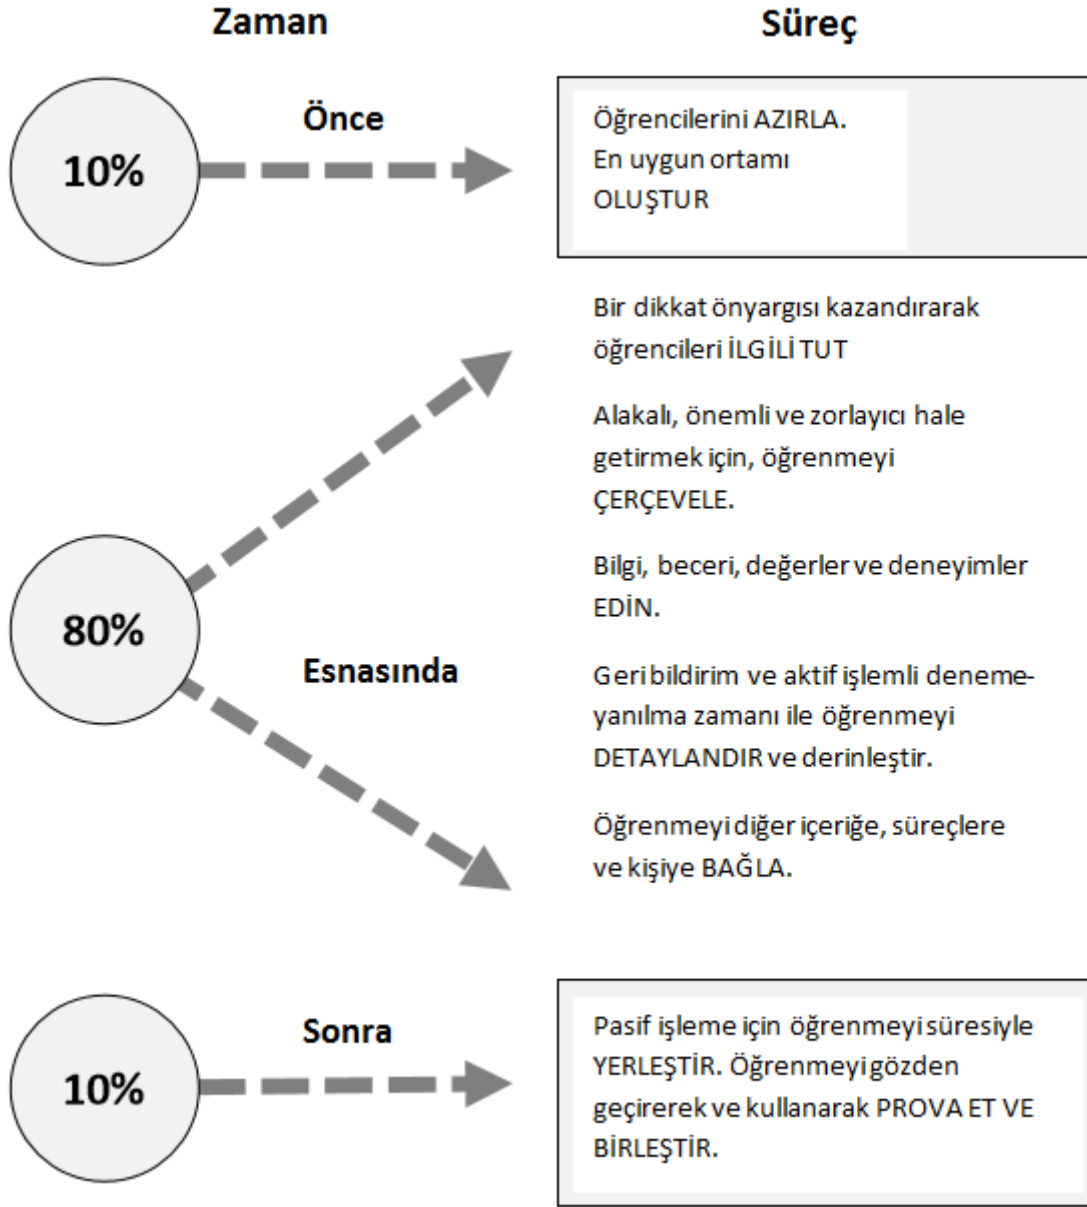 Zaman
Süreç
10%
Önce
Öğrencilerini AZIRLA.
En uygun ortamı
OLUŞTUR
80%
Esnasında
Bir dikkat önyargısı kazandırarak
öğrencileri İLGİLİ TUT
Alakalı, önemli ve zorlayıcı hale
getirmek için, öğrenmeyi
ÇERÇEVELE.
Bilgi, beceri, değerler ve deneyimler
EDİN.
Geri bildirim ve aktif işlemli deneme-
yanılma zamanı ile öğrenmeyi
DETAYLANDIR ve derinleştir.
Öğrenmeyi diğer içeriğe, süreçlere
ve kişiye BAĞLA.
10%
Sonra
Pasif işleme için öğrenmeyi süresiyle
YERLEŞTİR. Öğrenmeyi gözden
geçirerek ve kullanarak PROVA ET VE
BİRLEŞTİR.